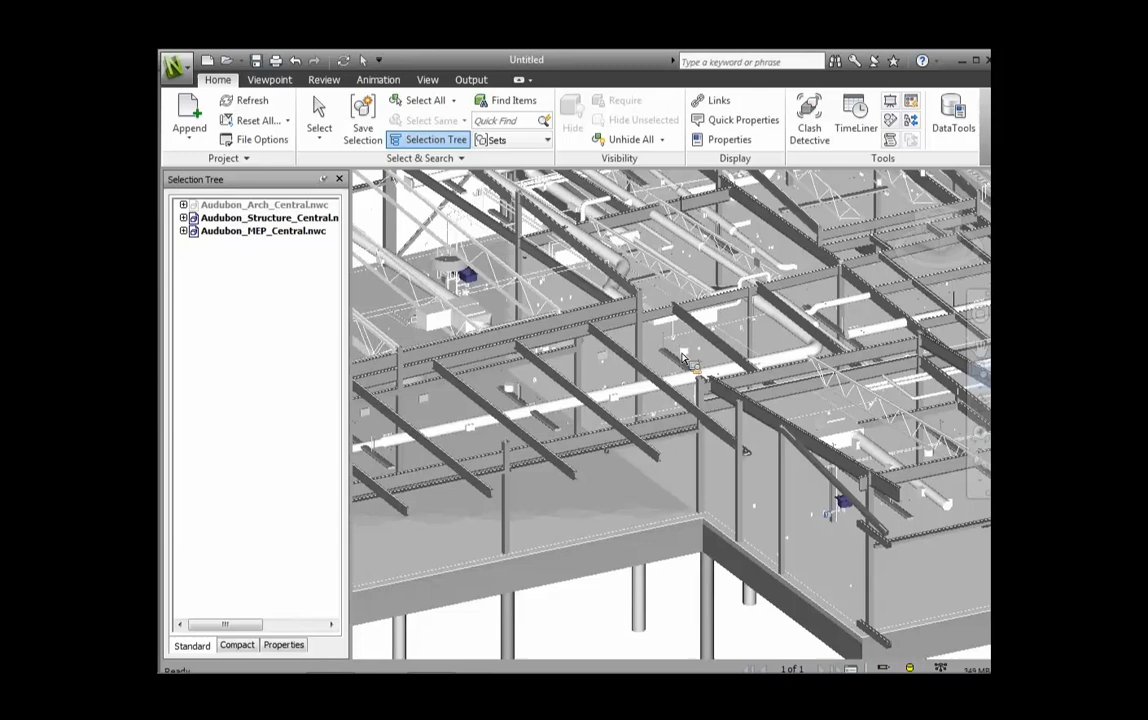 Untitled
Type a keyword or phrase
Home Viewpoint Review Animation View Output
Append
Refresh
Reset All...
File Options
Select
Save Selection
Select All
Select Same
Selection Tree
Find Items
Quick Find
Sets
Hide
Require
Hide Unselected
Unhide All
Links
Quick Properties
Properties
Clash Detective
TimeLiner
DataTools
Project Select & Search Visibility Display Tools
Selection Tree
Audubon_Arch_Central.nwc
Audubon_Structure_Central.n
Audubon_MEP_Central.nwc
Standard Compact Properties
Ready
1 of 1